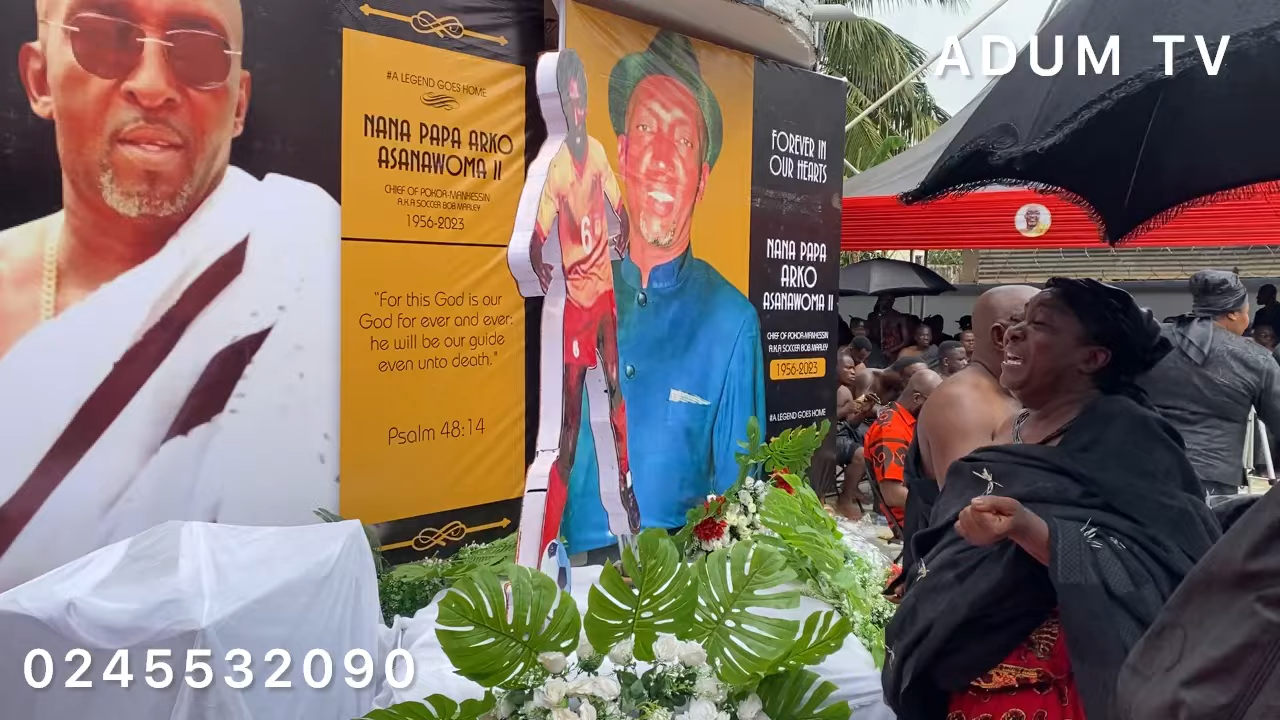 ADUM TV
#A LEGEND GOES HOME
NANA PAPA ARKO
ASANAWOMA II
CHIEF OF POKOR-MANKESSIN
A.K.A SOCCER BOB MARLEY
1956-2023
"For this God is our
God for ever and ever:
he will be our guide
even unto death."
Psalm 48:14
6
6
FOREVER IN
OUR HEARTS
NANA PAPA
ARKO
ASANAWOMA II
CHIEF OF POKOR-MANKESSIN
A.K.A SOCCER BOB MARLEY
1956-2023
#A LEGEND GOES HOME
0245532090